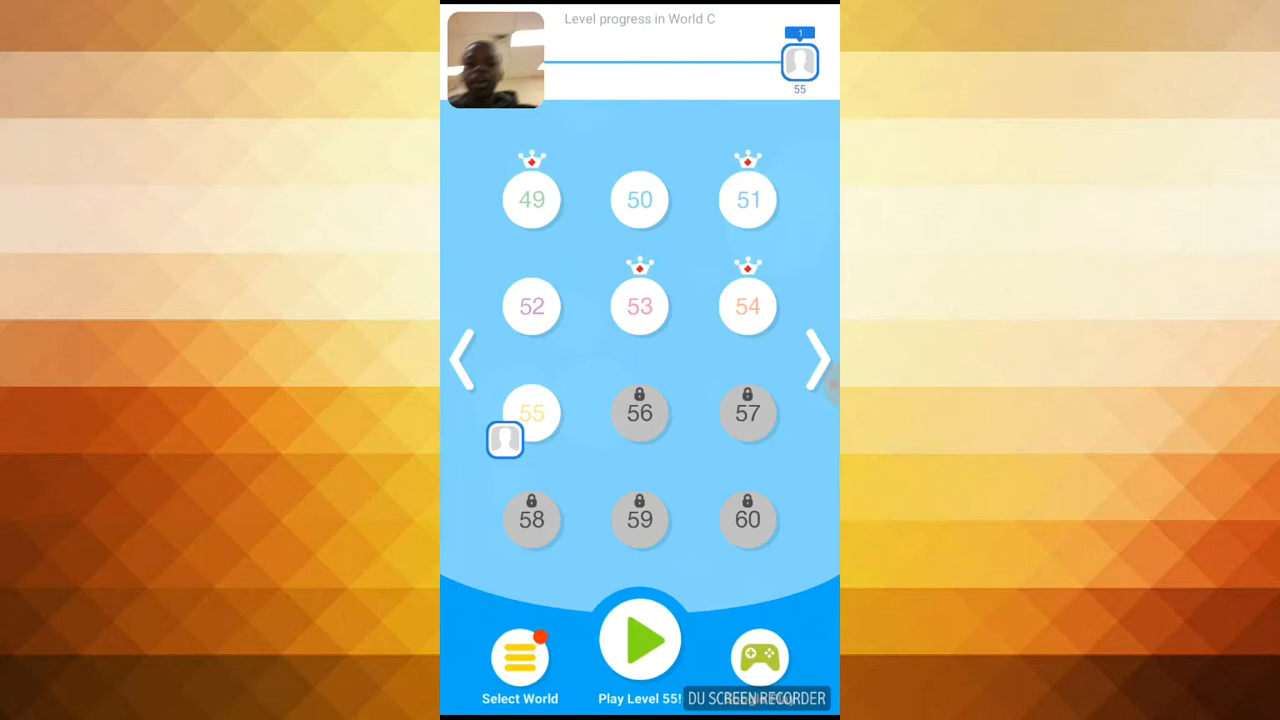 Level progress in World C
1
55
49 50 51
52 53 54
55 56 57
58 59 60
Select World
Play Level 55!
DU SCREEN RECORDER